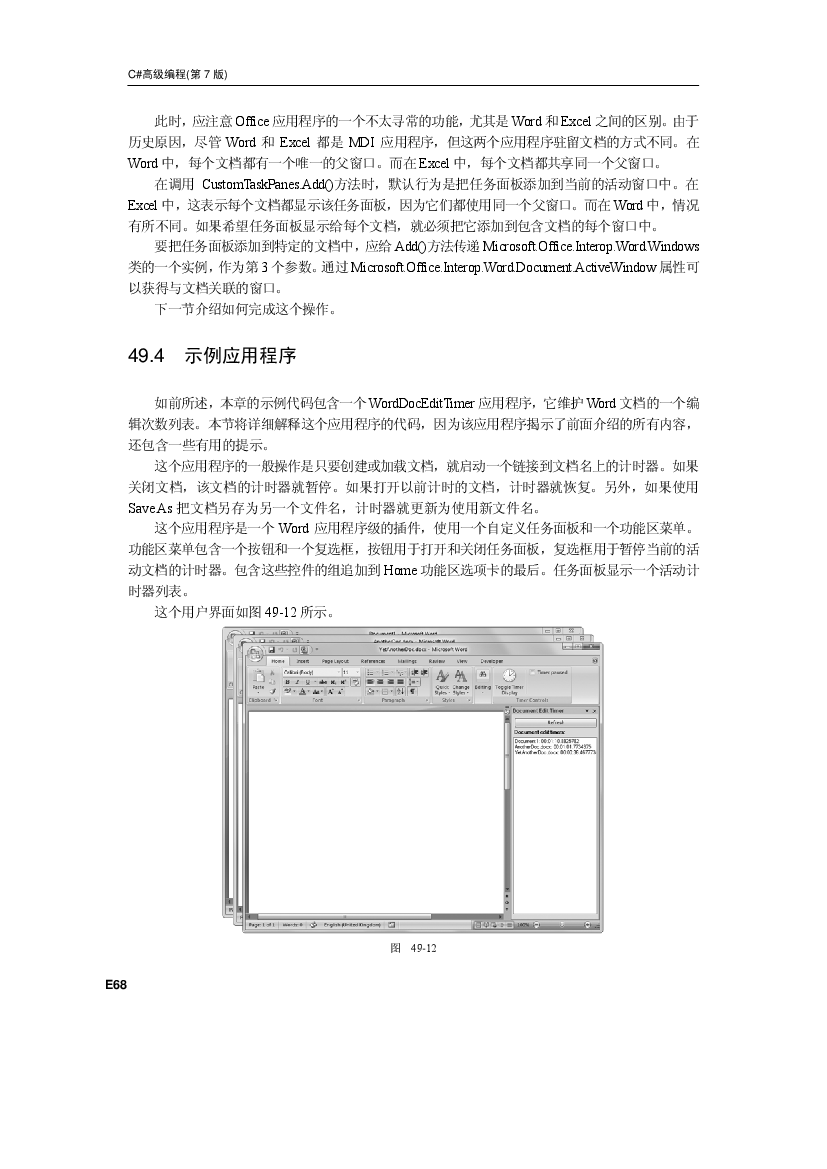 C#高级编程(第 7 版)
此时，应注意 Office 应用程序的一个不太寻常的功能，尤其是 Word 和 Excel 之间的区别。由于
历史原因，尽管 Word 和 Excel 都是 MDI 应用程序，但这两个应用程序驻留文档的方式不同。在
Word 中，每个文档都有一个唯一的父窗口。而在 Excel 中，每个文档都共享同一个父窗口。
在调用 CustomTaskPanes.Add()方法时，默认行为是把任务面板添加到当前的活动窗口中。在
Excel 中，这表示每个文档都显示该任务面板，因为它们都使用同一个父窗口。而在 Word 中，情况
有所不同。如果希望任务面板显示给每个文档，就必须把它添加到包含文档的每个窗口中。
要把任务面板添加到特定的文档中，应给 Add()方法传递 Microsoft.Office.Interop.Word.Windows
类的一个实例，作为第 3 个参数。通过 Microsoft.Office.Interop.Word.Document.ActiveWindow 属性可
以获得与文档关联的窗口。
下一节介绍如何完成这个操作。
49.4 示例应用程序
如前所述，本章的示例代码包含一个 WordDocEditTimer 应用程序，它维护 Word 文档的一个编
辑次数列表。本节将详细解释这个应用程序的代码，因为该应用程序揭示了前面介绍的所有内容，
还包含一些有用的提示。
这个应用程序的一般操作是只要创建或加载文档，就启动一个链接到文档名上的计时器。如果
关闭文档，该文档的计时器就暂停。如果打开以前计时的文档，计时器就恢复。另外，如果使用
SaveAs 把文档另存为另一个文件名，计时器就更新为使用新文件名。
这个应用程序是一个 Word 应用程序级的插件，使用一个自定义任务面板和一个功能区菜单。
功能区菜单包含一个按钮和一个复选框，按钮用于打开和关闭任务面板，复选框用于暂停当前的活
动文档的计时器。包含这些控件的组追加到 Home 功能区选项卡的最后。任务面板显示一个活动计
时器列表。
这个用户界面如图 49-12 所示。
Document1 - Microsoft Word
AnotherDoc.docx - Microsoft Word
YetAnotherDoc.docx - Microsoft Word
Home Insert Page Layout References Mailings Review View Developer
Calibri (Body) 11
Paste
Quick Styles Change Styles Editing Toggle Timer Display
Timer paused
Clipboard Font Paragraph Styles Timer Controls
Document Edit Timer
Refresh
Document edit timers:
Page: 1 of 1 Words: 0 English (United Kingdom) 100%
图 49-12
E68